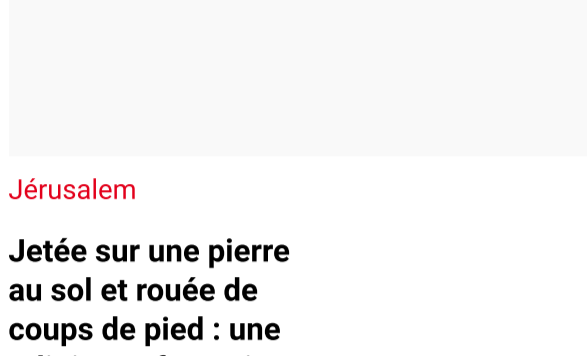 Jérusalem
Jetée sur une pierre
au sol et rouée de
coups de pied : une